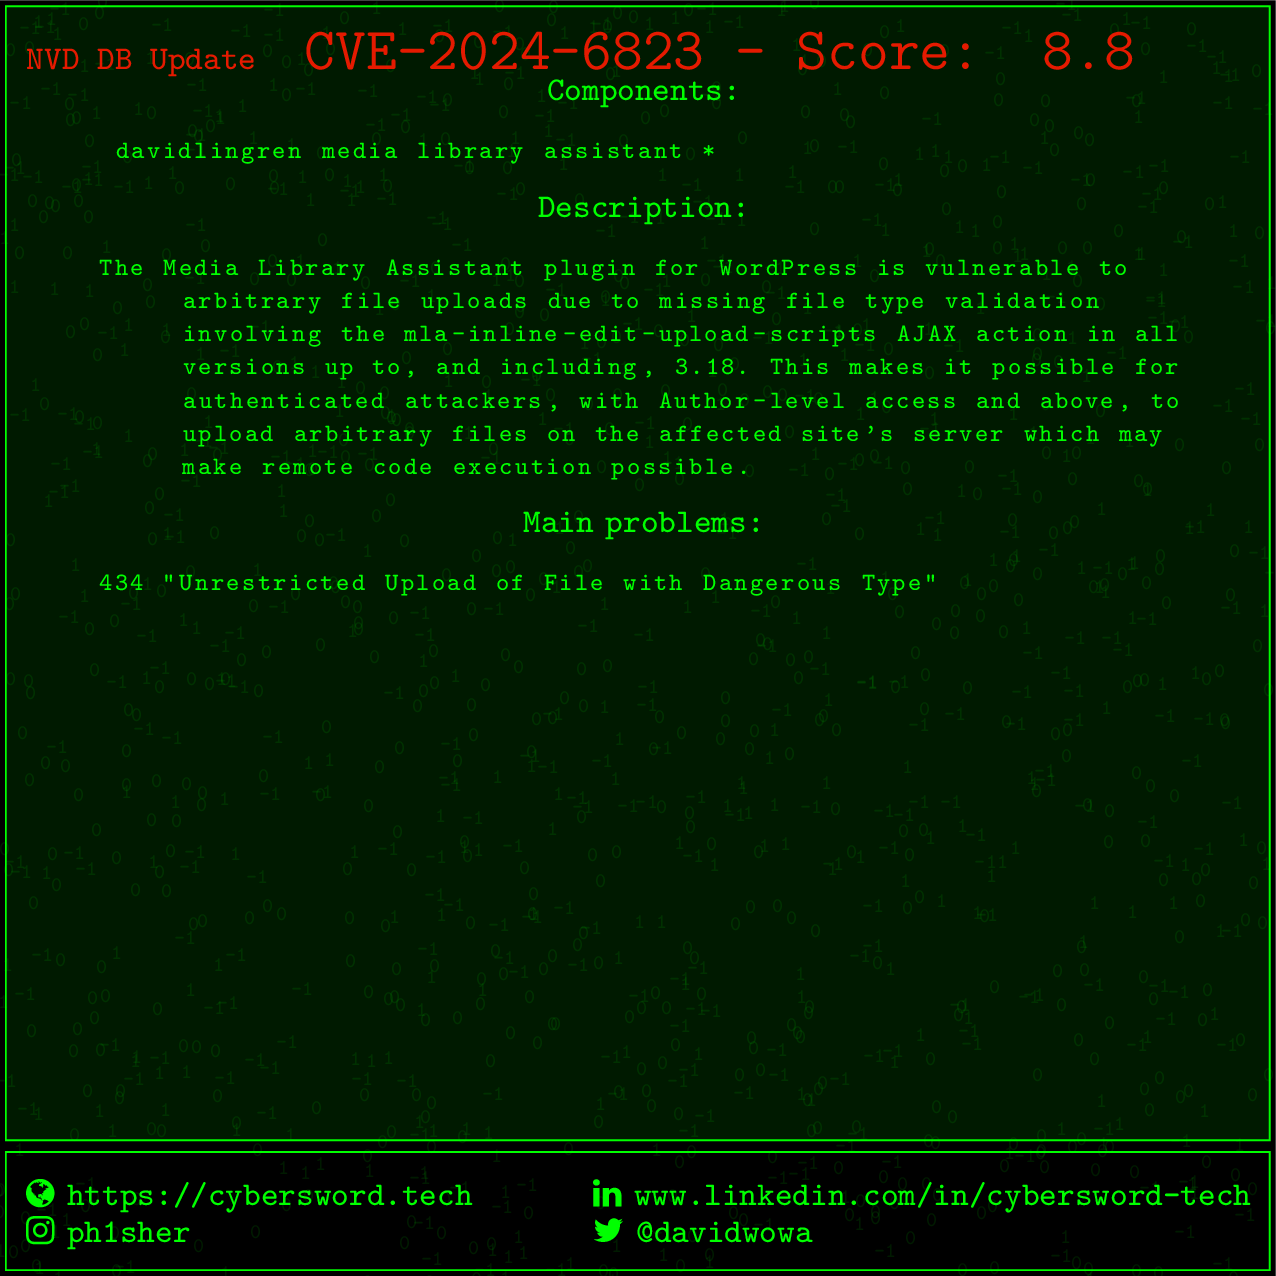 NVD DB Update CVE-2024-6823 - Score: 8.8
Components:
davidlingren media library assistant *
Description:
The Media Library Assistant plugin for WordPress is vulnerable to
arbitrary file uploads due to missing file type validation
involving the mla-inline-edit-upload-scripts AJAX action in all
versions up to, and including, 3.18. This makes it possible for
authenticated attackers, with Author-level access and above, to
upload arbitrary files on the affected site's server which may
make remote code execution possible.
Main problems:
434 "Unrestricted Upload of File with Dangerous Type"
https://cybersword.tech
www.linkedin.com/in/cybersword-tech
ph1sher
@davidwowa